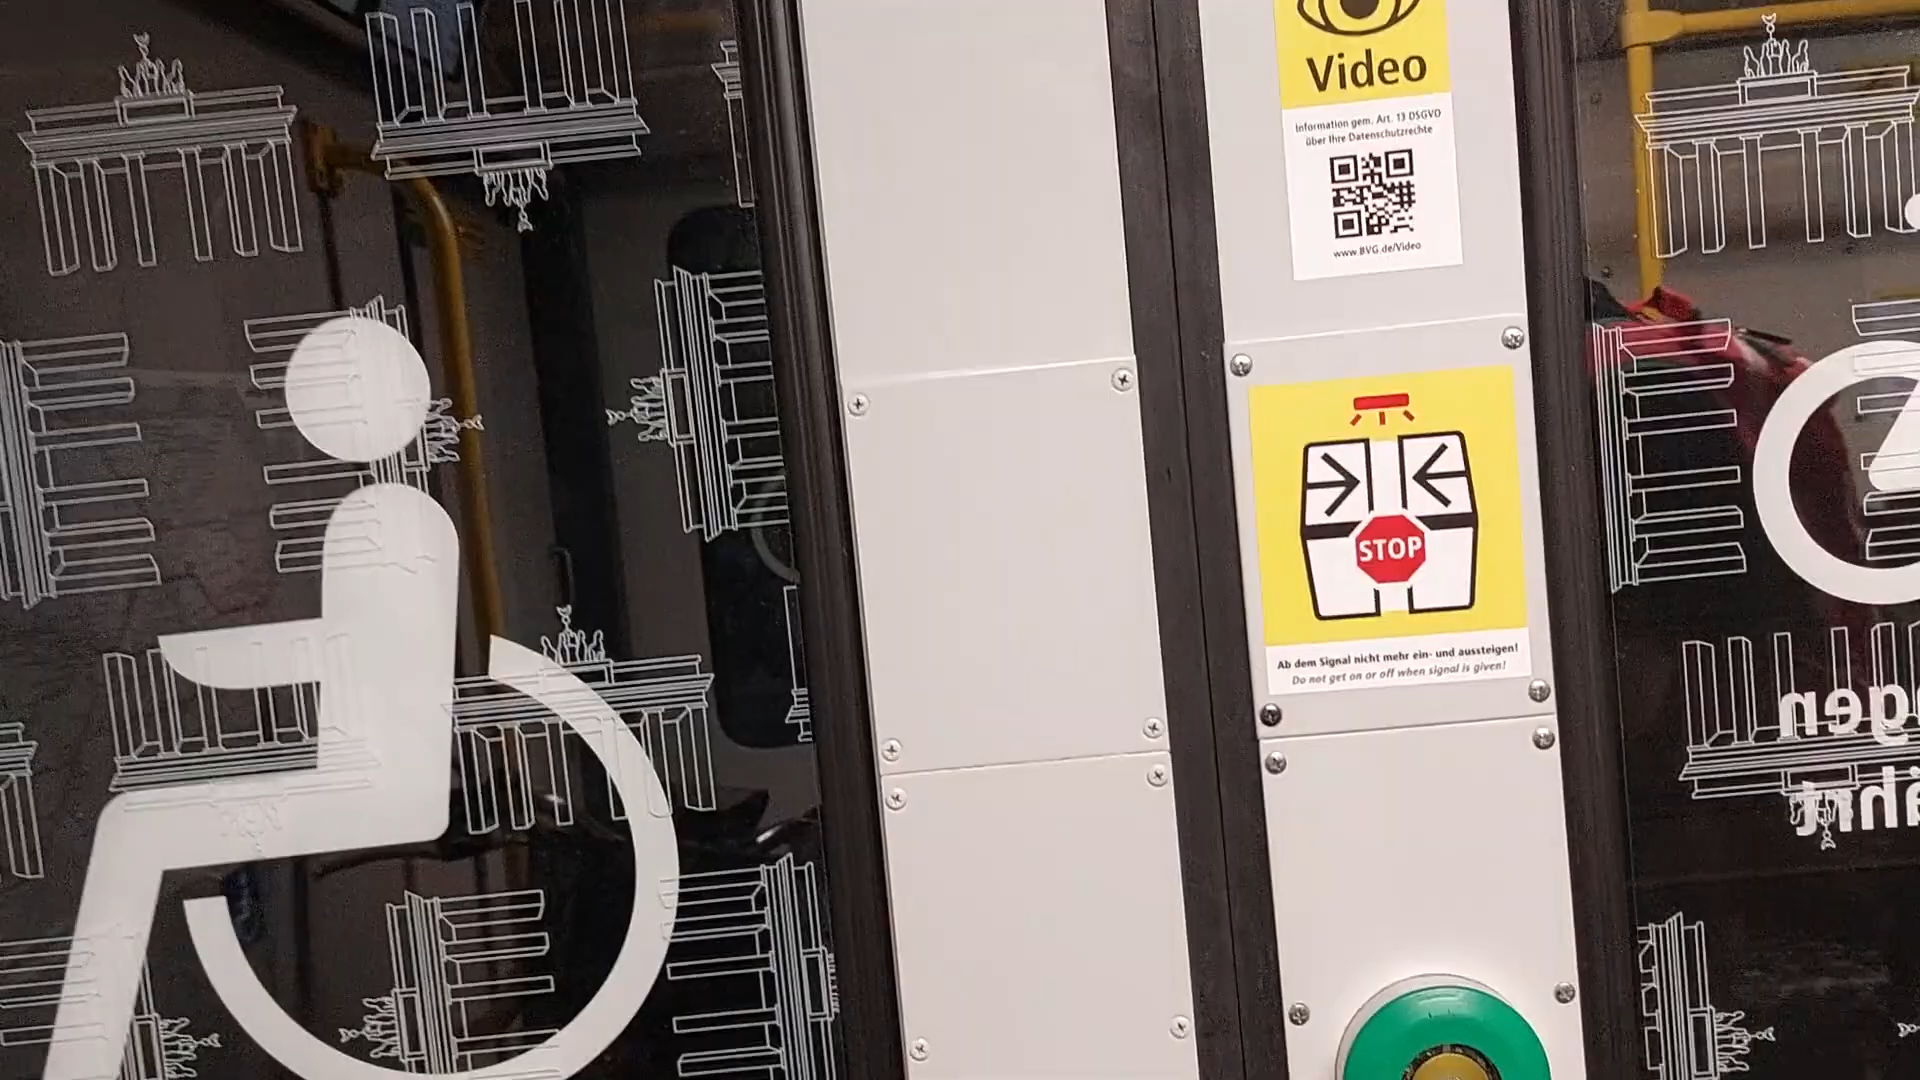 Video
Information gem. Art. 13 DSGVO
über Ihre Datenschutzrechte
www.BVG.de/Video
STOP
Ab dem Signal nicht mehr ein- und aussteigen!
Do not get on or off when signal is given!